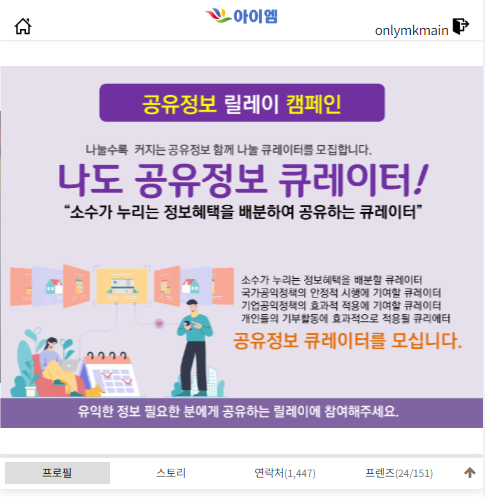 아이엠
onlymkmain
공유정보 릴레이 캠페인
나눌수록 커지는 공유정보 함께 나눌 큐레이터를 모집합니다.
나도 공유정보 큐레이터!
“소수가 누리는 정보혜택을 배분하여 공유하는 큐레이터”
소수가 누리는 정보혜택을 배분할 큐레이터
국가공익정책의 안정적 시행에 기여할 큐레이터
기업공익정책의 효과적 적용에 기여할 큐레이터
개인들의 기부활동에 효과적으로 적용될 큐리에터
공유정보 큐레이터를 모십니다.
유익한 정보 필요한 분에게 공유하는 릴레이에 참여해주세요.
프로필 스토리 연락처(1,447) 프렌즈(24/151)